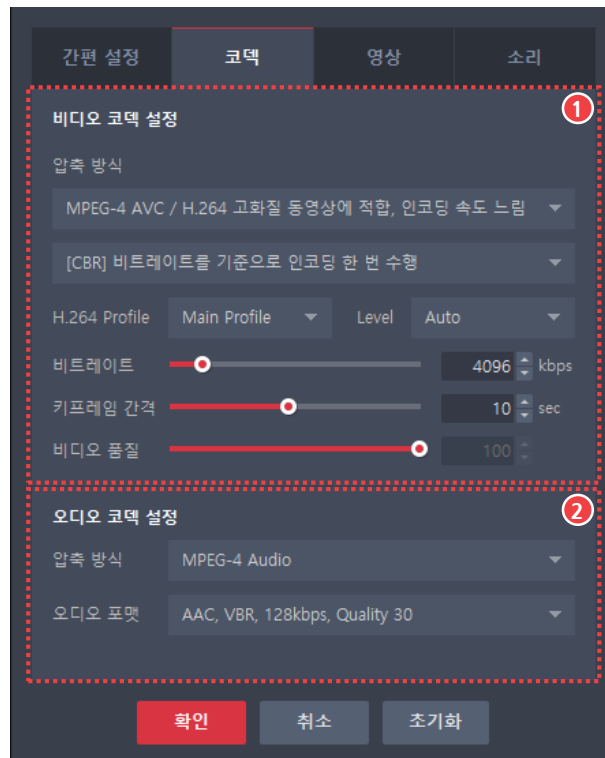 간편 설정 코덱 영상 소리
1
비디오 코덱 설정
압축 방식
MPEG-4 AVC / H.264 고화질 동영상에 적합, 인코딩 속도 느림
[CBR] 비트레이트를 기준으로 인코딩 한 번 수행
H.264 Profile Main Profile Level Auto
비트레이트 4096 kbps
키프레임 간격 10 sec
비디오 품질 100
2
오디오 코덱 설정
압축 방식 MPEG-4 Audio
오디오 포맷 AAC, VBR, 128kbps, Quality 30
확인 취소 초기화